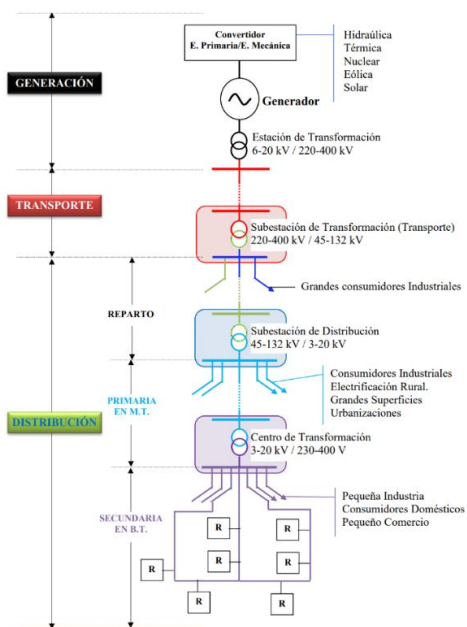 Convertidor
E. Primaria/E. Mecánica
Hidraúlica
Térmica
Nuclear
Eólica
Solar
GENERACIÓN
Generador
Estación de Transformación
6-20 kV / 220-400 kV
TRANSPORTE
Subestación de Transformación (Transporte)
220-400 kV / 45-132 kV
Grandes consumidores Industriales
REPARTO
Subestación de Distribución
45-132 kV / 3-20 kV
Consumidores Industriales
Electrificación Rural.
Grandes Superficies
Urbanizaciones
PRIMARIA
EN M.T.
DISTRIBUCIÓN
Centro de Transformación
3-20 kV / 230-400 V
Pequeña Industria
Consumidores Domésticos
Pequeño Comercio
SECUNDARIA
EN B.T.
R
R
R
R
R
R
R
R